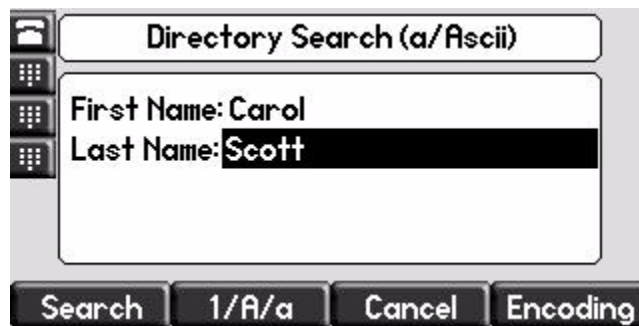 Directory Search (a/Ascii)
First Name: Carol
Last Name: Scott
Search 1/A/a Cancel Encoding